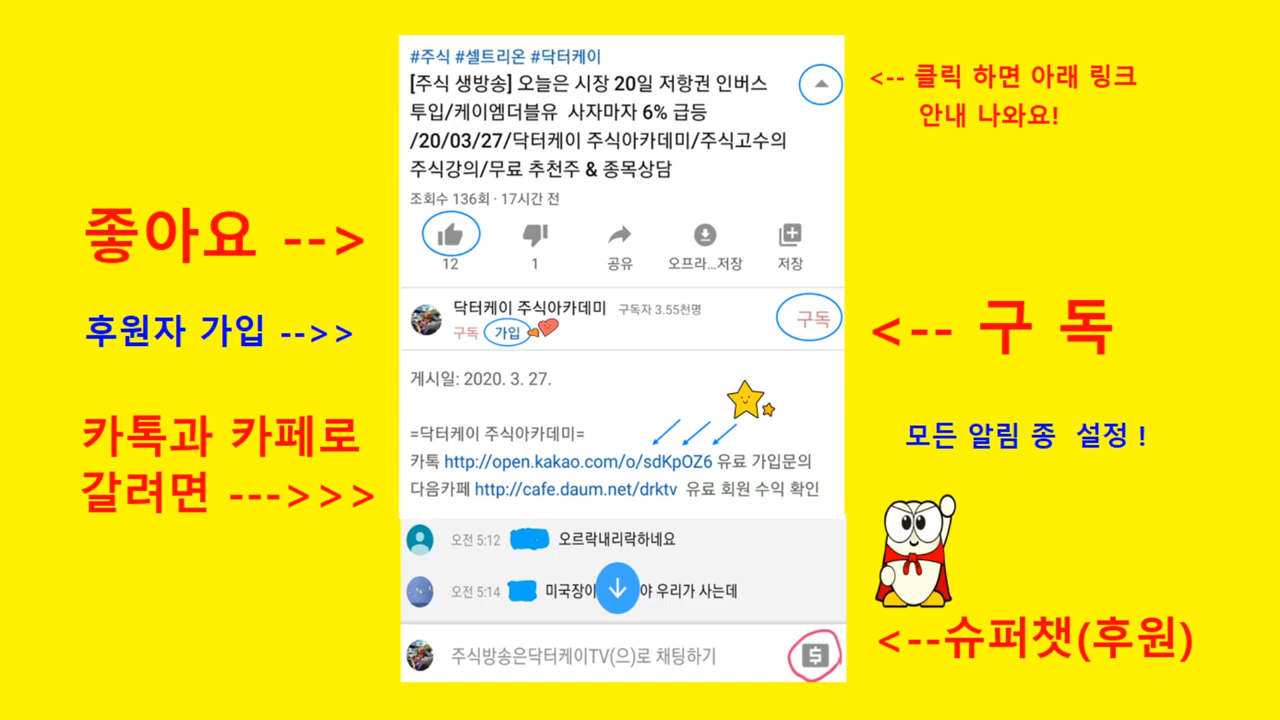 #주식 #셀트리온 #닥터케이
[주식 생방송] 오늘은 시장 20일 저항권 인버스
투입/케이엠더블유 사자마자 6% 급등
/20/03/27/닥터케이 주식아카데미/주식고수의
주식강의/무료 추천주 & 종목상담
조회수 136회 · 17시간 전
<-- 클릭 하면 아래 링크
안내 나와요!
좋아요 -->
12
1
공유
오프라...저장
저장
후원자 가입 -->>
닥터케이 주식아카데미 구독자 3.55천명
구독 가입
구독
<-- 구 독
게시일: 2020. 3. 27.
카톡과 카페로
갈려면 --->>>
=닥터케이 주식아카데미=
카톡 http://open.kakao.com/o/sdKpOZ6 유료 가입문의
다음카페 http://cafe.daum.net/drktv 유료 회원 수익 확인
모든 알림 종 설정 !
오전 5:12 오르락내리락하네요
오전 5:14 미국장이 야 우리가 사는데
주식방송은닥터케이TV(으)로 채팅하기
$
<--슈퍼챗(후원)